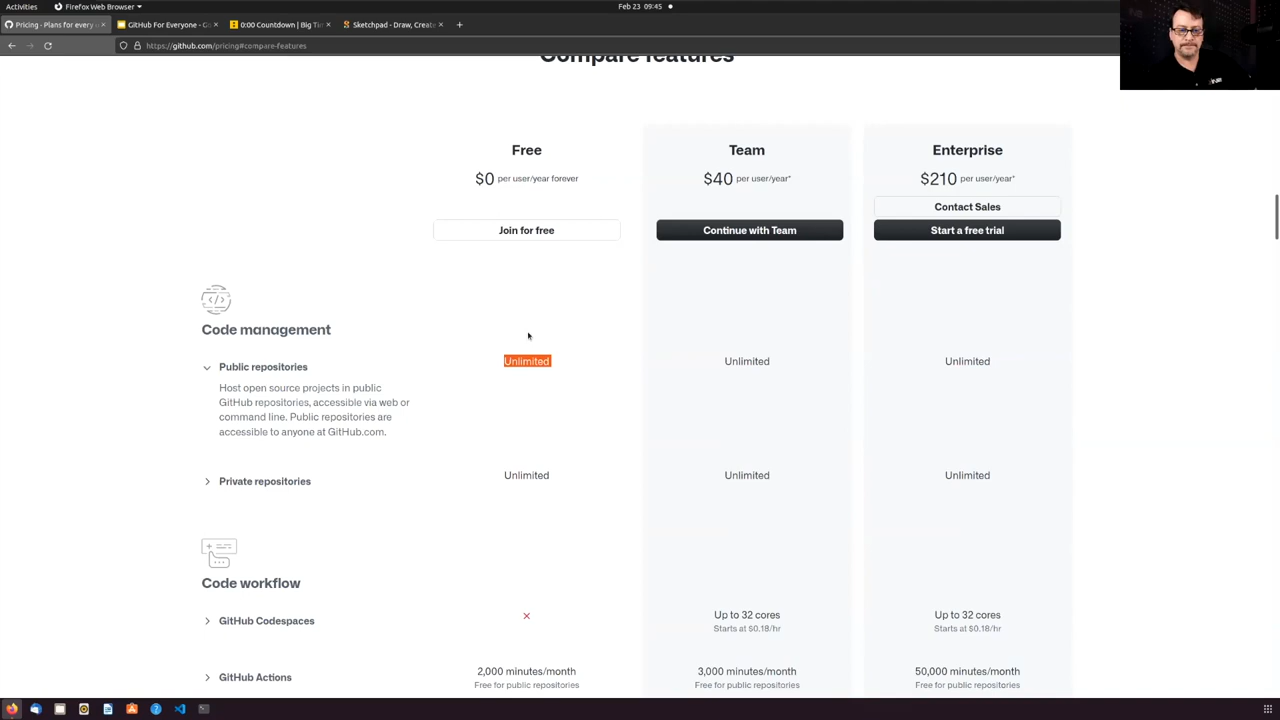 Activities
Firefox Web Browser
Feb 23 09:45
Pricing - Plans for every
GitHub For Everyone - Go
0:00 Countdown | Big Ti
Sketchpad - Draw, Create
https://github.com/pricing#compare-features
Compare features
Free
Team
Enterprise
$0 per user/year forever
$40 per user/year*
$210 per user/year*
Contact Sales
Join for free
Continue with Team
Start a free trial
Code management
Public repositories
Unlimited
Unlimited
Unlimited
Host open source projects in public
GitHub repositories, accessible via web or
command line. Public repositories are
accessible to anyone at GitHub.com.
Private repositories
Unlimited
Unlimited
Unlimited
Code workflow
GitHub Codespaces
Up to 32 cores
Starts at $0.18/hr
Up to 32 cores
Starts at $0.18/hr
GitHub Actions
2,000 minutes/month
Free for public repositories
3,000 minutes/month
Free for public repositories
50,000 minutes/month
Free for public repositories